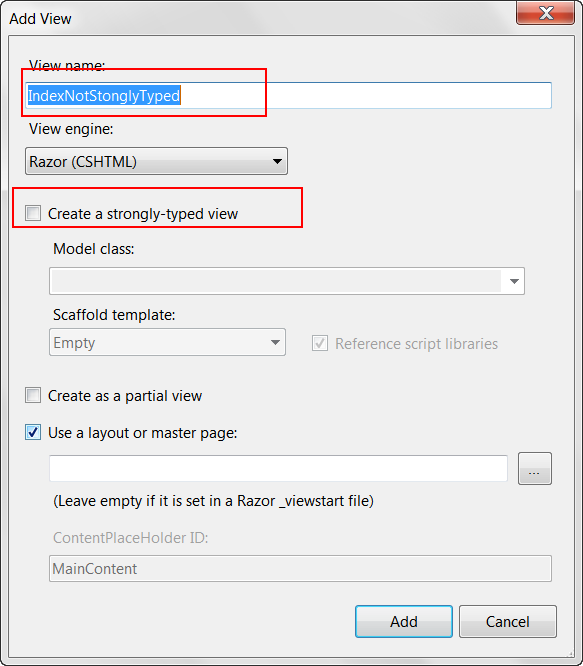 Add View
View name:
IndexNotStonglyTyped
View engine:
Razor (CSHTML)
Create a strongly-typed view
Model class:
Scaffold template:
Empty
Reference script libraries
Create as a partial view
Use a layout or master page:
...
(Leave empty if it is set in a Razor _viewstart file)
ContentPlaceHolder ID:
MainContent
Add
Cancel